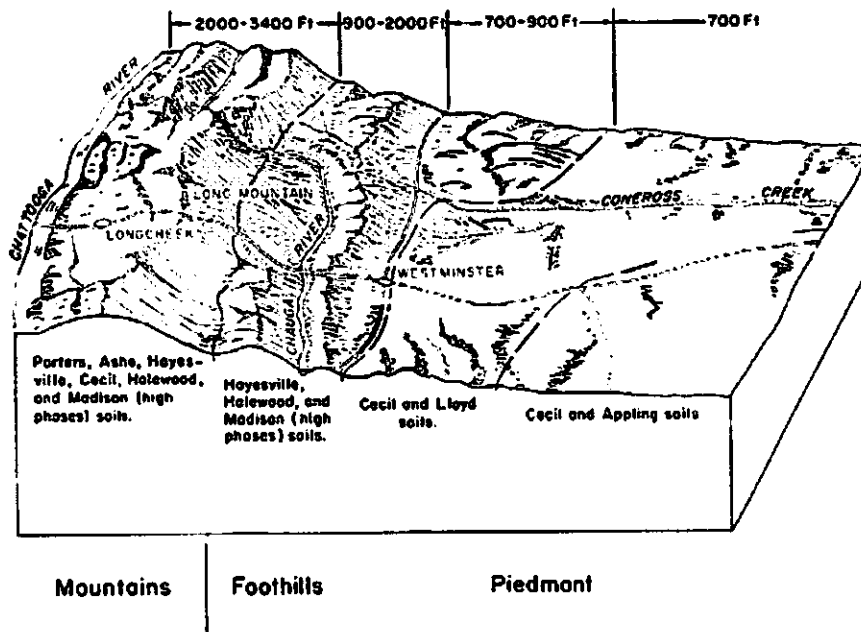 2000-3400 Ft
900-2000 Ft
700-900 Ft
700 Ft
CHATTOOGA RIVER
LONG MOUNTAIN
LONGCREEK
CHAUGA RIVER
CONEROSS CREEK
WESTMINSTER
Porters, Ashe, Hayes-
ville, Cecil, Halewood,
and Madison (high
phases) soils.
Hayesville,
Halewood, and
Madison (high
phases) soils.
Cecil and Lloyd
soils.
Cecil and Appling soils
Mountains
Foothills
Piedmont